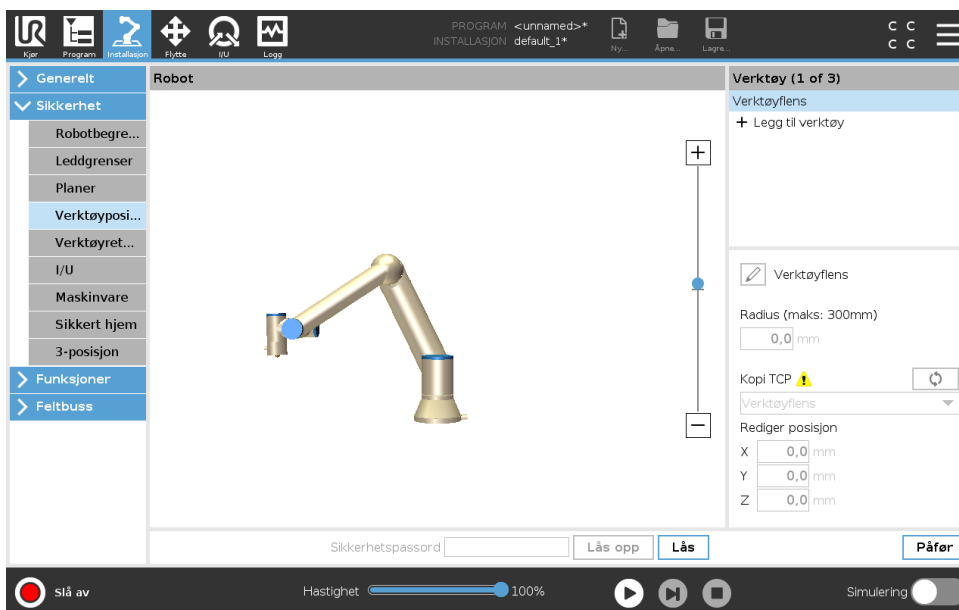 PROGRAM <unnamed>*
INSTALLASJON default_1*
Kjør Program Installasjon Flytte I/U Logg Ny... Åpne... Lagre...
C C
C C
Generelt
Sikkerhet
Robotbegre...
Leddgrenser
Planer
Verktøyposi...
Verktøyret...
I/U
Maskinvare
Sikkert hjem
3-posisjon
Funksjoner
Feltbuss
Robot
Verktøy (1 of 3)
Verktøyflens
+ Legg til verktøy
Verktøyflens
Radius (maks: 300mm)
0,0 mm
Kopi TCP
Verktøyflens
Rediger posisjon
X 0,0 mm
Y 0,0 mm
Z 0,0 mm
Sikkerhetspassord Lås opp Lås Påfør
Slå av Hastighet 100% Simulering